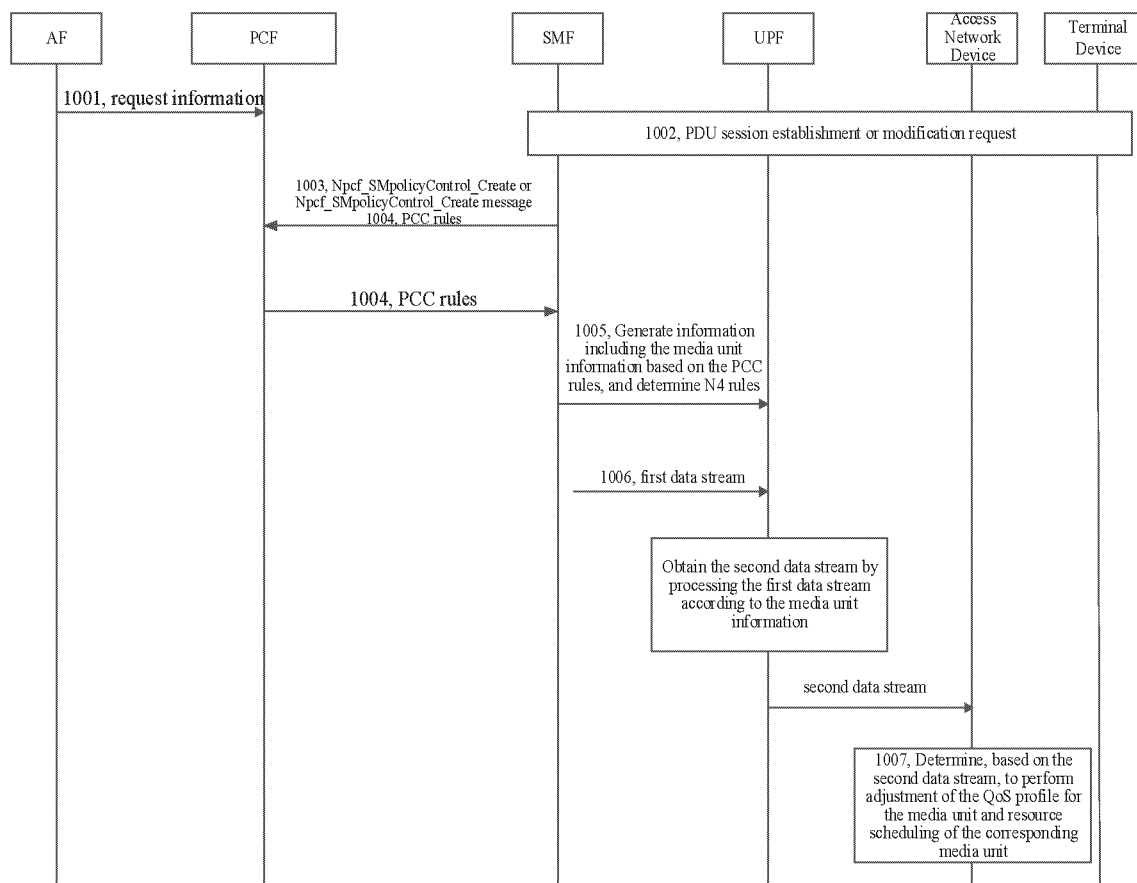 AF
PCF
SMF
UPF
Access
Network
Device
Terminal
Device
1001, request information
1002, PDU session establishment or modification request
1003, Npcf_SMpolicyControl_Create or
Npcf_SMpolicyControl_Create message
1004, PCC rules
1004, PCC rules
1005, Generate information
including the media unit
information based on the PCC
rules, and determine N4 rules
1006, first data stream
Obtain the second data stream by
processing the first data stream
according to the media unit
information
second data stream
1007, Determine, based on the
second data stream, to perform
adjustment of the QoS profile for
the media unit and resource
scheduling of the corresponding
media unit